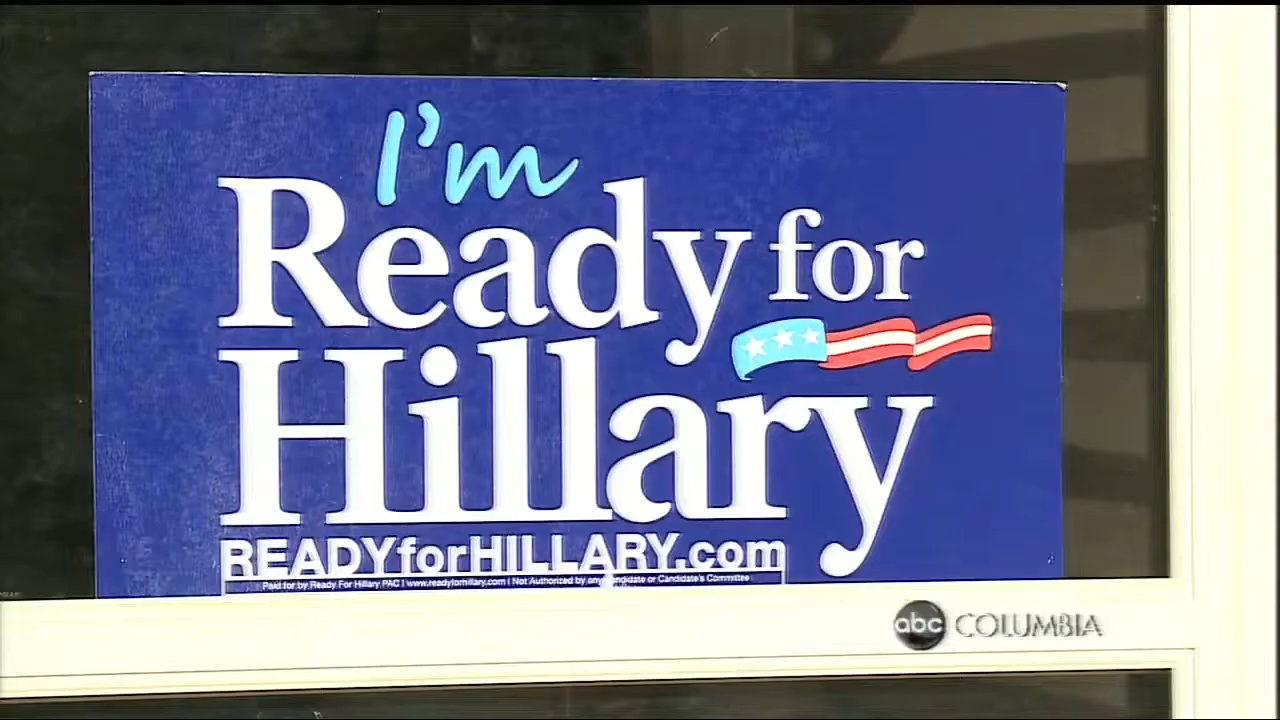 I'm
Ready for
Hillary
READYforHILLARY.com
Paid for by Ready For Hillary PAC | www.readyforhillary.com | Not Authorized by any Candidate or Candidate's Committee
abc COLUMBIA